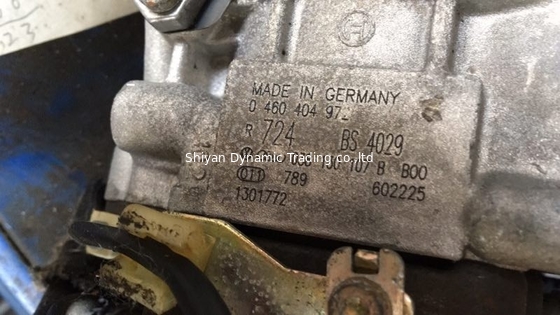 MADE IN GERMANY
0 460 404 972
R 724 BS 4029
Shiyan Dynamic Trading Co., Ltd
107 B B00
789 602225
1301772